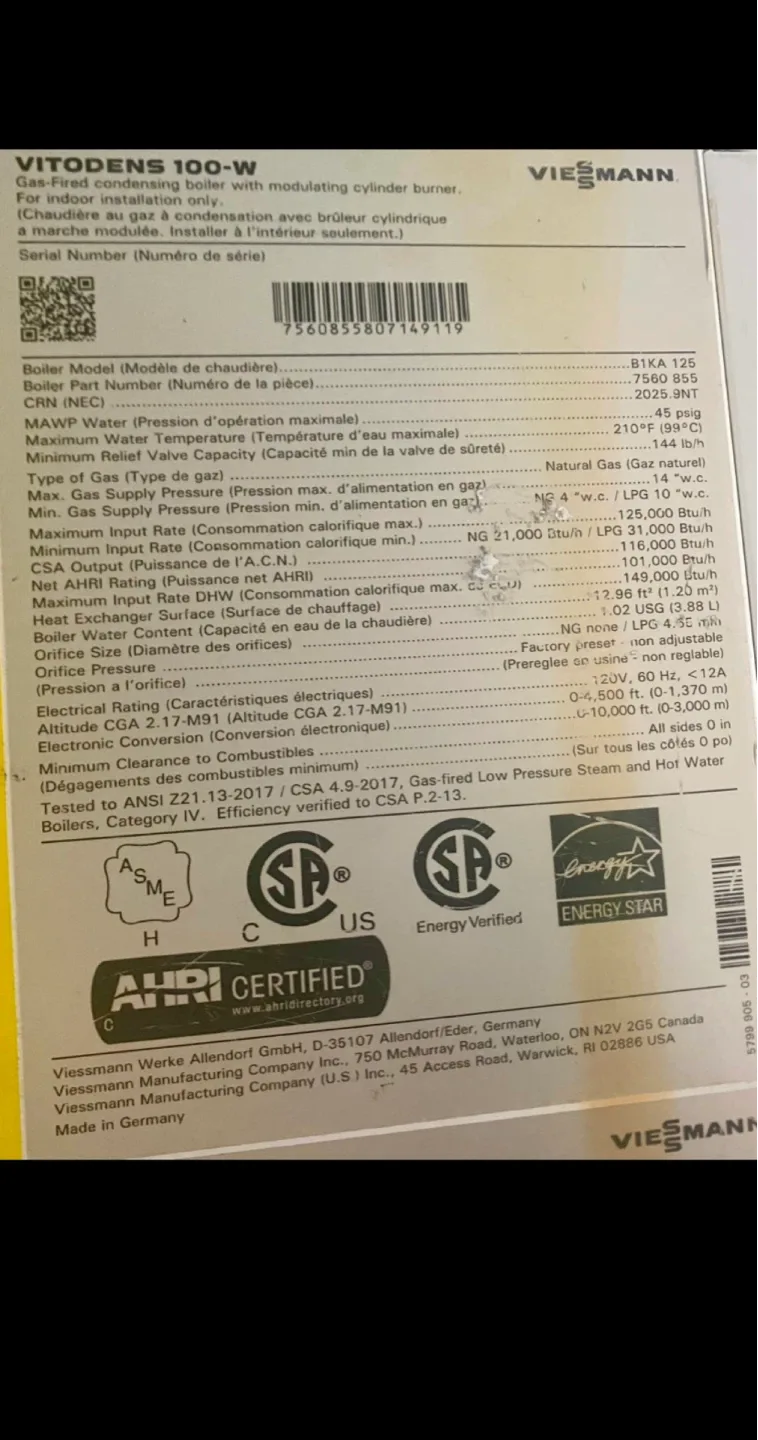 VITODENS 100-W
VIESSMANN
Gas-Fired condensing boiler with modulating cylinder burner.
For indoor installation only.
(Chaudière au gaz à condensation avec brûleur cylindrique
a marche modulée. Installer à l'intérieur seulement.)
Serial Number (Numéro de série)
7560855807149119
Boiler Model (Modèle de chaudière) B1KA 125
Boiler Part Number (Numéro de la pièce) 7560 855
CRN (NEC) 2025.9NT
MAWP Water (Pression d'opération maximale) 45 psig
Maximum Water Temperature (Température d'eau maximale) 210°F (99°C)
Minimum Relief Valve Capacity (Capacité min de la valve de sûreté) 144 lb/h
Type of Gas (Type de gaz) Natural Gas (Gaz naturel)
Max. Gas Supply Pressure (Pression max. d'alimentation en gaz) 14 "w.c.
Min. Gas Supply Pressure (Pression min. d'alimentation en gaz) NG 4 "w.c. / LPG 10 "w.c.
Maximum Input Rate (Consommation calorifique max.) 125,000 Btu/h
Minimum Input Rate (Consommation calorifique min.) NG 21,000 Btu/h / LPG 31,000 Btu/h
CSA Output (Puissance de l'A.C.N.) 116,000 Btu/h
Net AHRI Rating (Puissance net AHRI) 101,000 Btu/h
Maximum Input Rate DHW (Consommation calorifique max. 149,000 Btu/h
Heat Exchanger Surface (Surface de chauffage) 12.96 ft² (1.20 m²)
Boiler Water Content (Capacité en eau de la chaudière) 1.02 USG (3.88 L)
Orifice Size (Diamètre des orifices) NG none / LPG mm
Orifice Pressure Factory preset - non adjustable
(Pression a l'orifice) (Prereglee en usine - non reglable)
Electrical Rating (Caractéristiques électriques) 120V, 60 Hz, <12A
Altitude CGA 2.17-M91 (Altitude CGA 2.17-M91) 0-4,500 ft. (0-1,370 m)
Electronic Conversion (Conversion électronique) 0-10,000 ft. (0-3,000 m)
Minimum Clearance to Combustibles All sides 0 in
(Dégagements des combustibles minimum) (Sur tous les côtés 0 po)
Tested to ANSI Z21.13-2017 / CSA 4.9-2017, Gas-fired Low Pressure Steam and Hot Water
Boilers, Category IV. Efficiency verified to CSA P.2-13.
ASME
H
SA®
C US
SA®
Energy Verified
energy
ENERGY STAR
AHRI CERTIFIED®
www.ahridirectory.org
C
5799 905 - 03
Viessmann Werke Allendorf GmbH, D-35107 Allendorf/Eder, Germany
Viessmann Manufacturing Company Inc., 750 McMurray Road, Waterloo, ON N2V 2G5 Canada
Viessmann Manufacturing Company (U.S ) Inc., 45 Access Road, Warwick, RI 02886 USA
Made in Germany
VIESSMANN